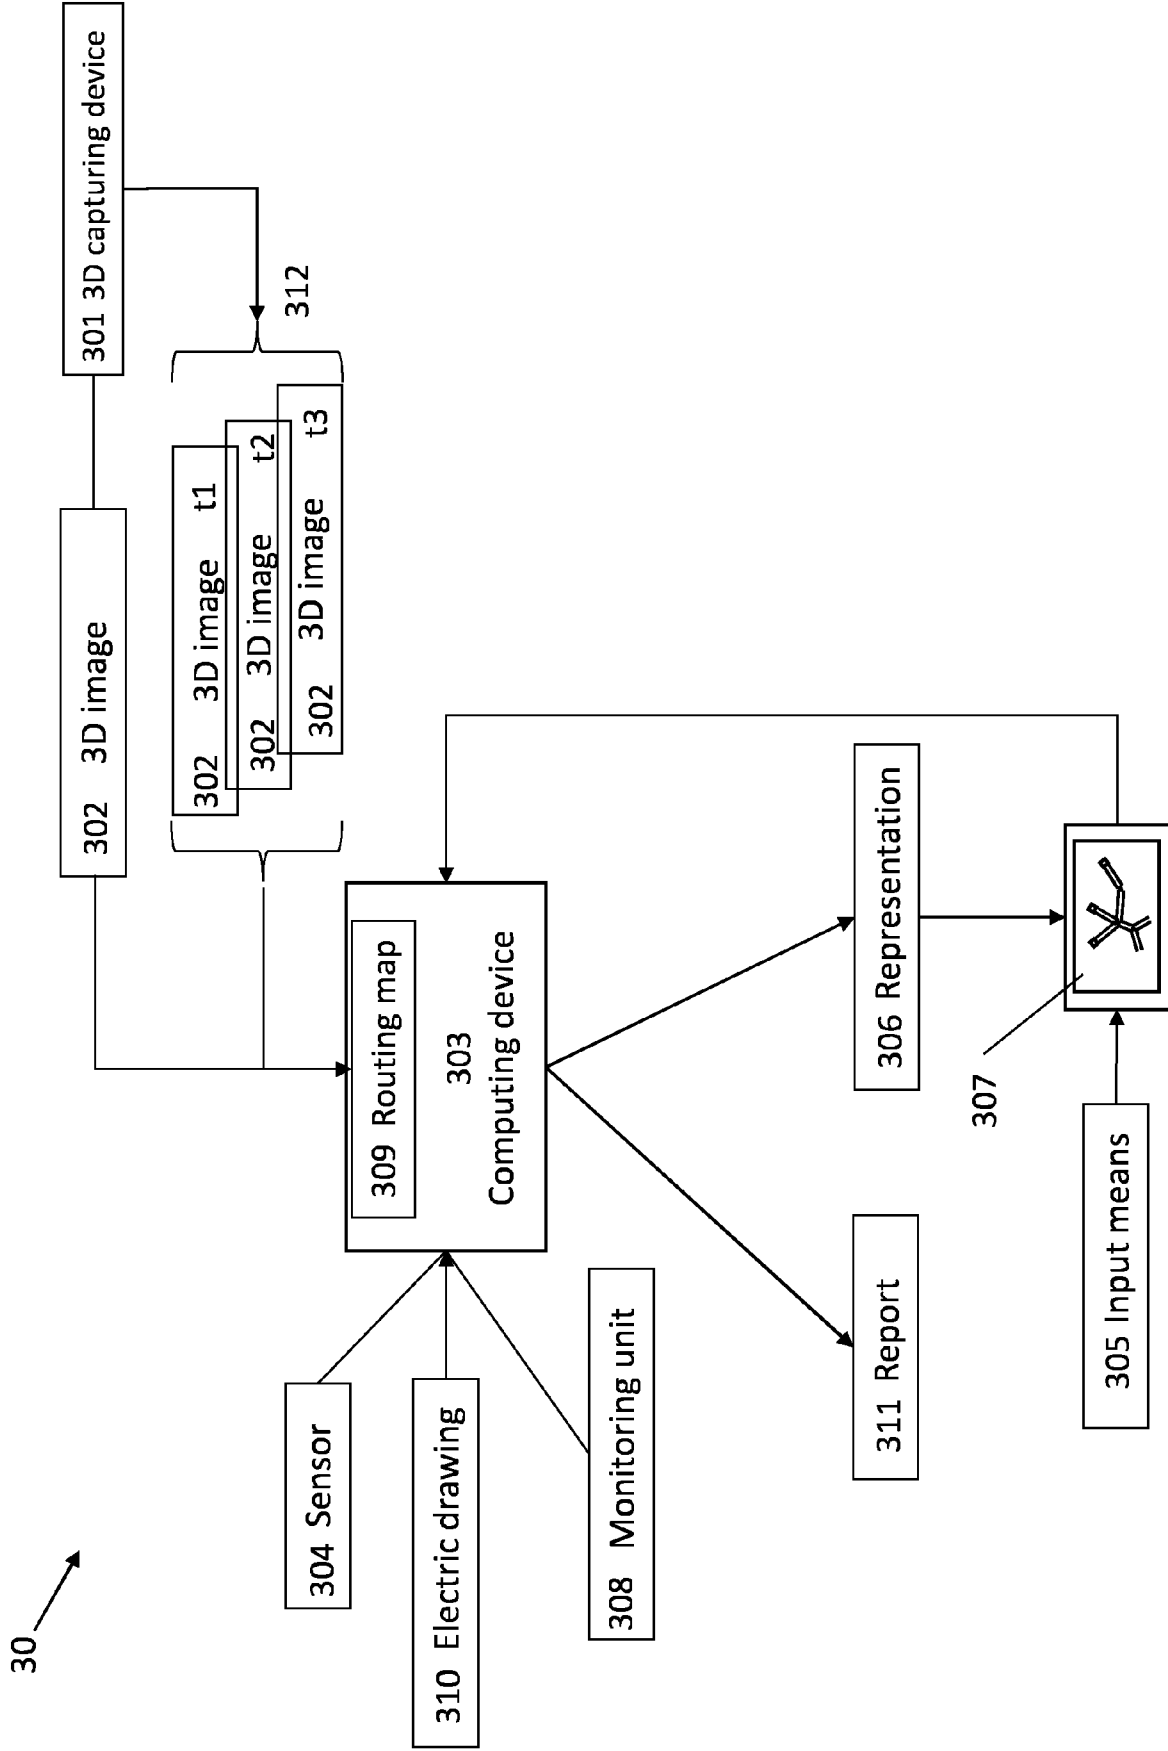 30
304 Sensor
310 Electric drawing
308 Monitoring unit
302 3D image
301 3D capturing device
302 3D image t1
302 3D image t2
302 3D image t3
312
309 Routing map
303
Computing device
311 Report
306 Representation
305 Input means
307